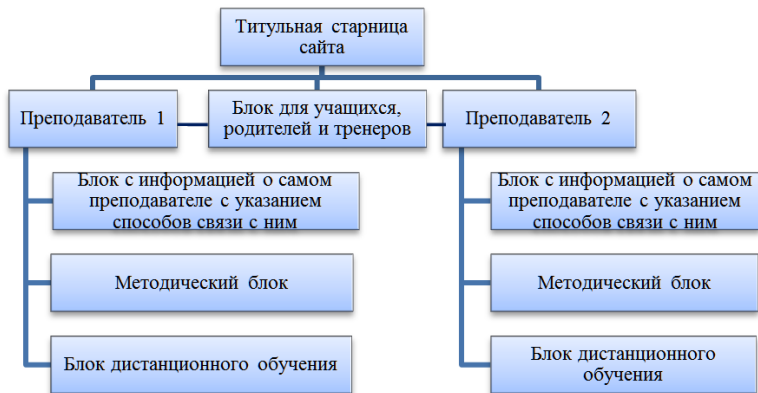 Титульная старница
сайта
Преподаватель 1
Блок для учащихся,
родителей и тренеров
Преподаватель 2
Блок с информацией о самом
преподавателе с указанием
способов связи с ним
Методический блок
Блок дистанционного обучения
Блок с информацией о самом
преподавателе с указанием
способов связи с ним
Методический блок
Блок дистанционного
обучения